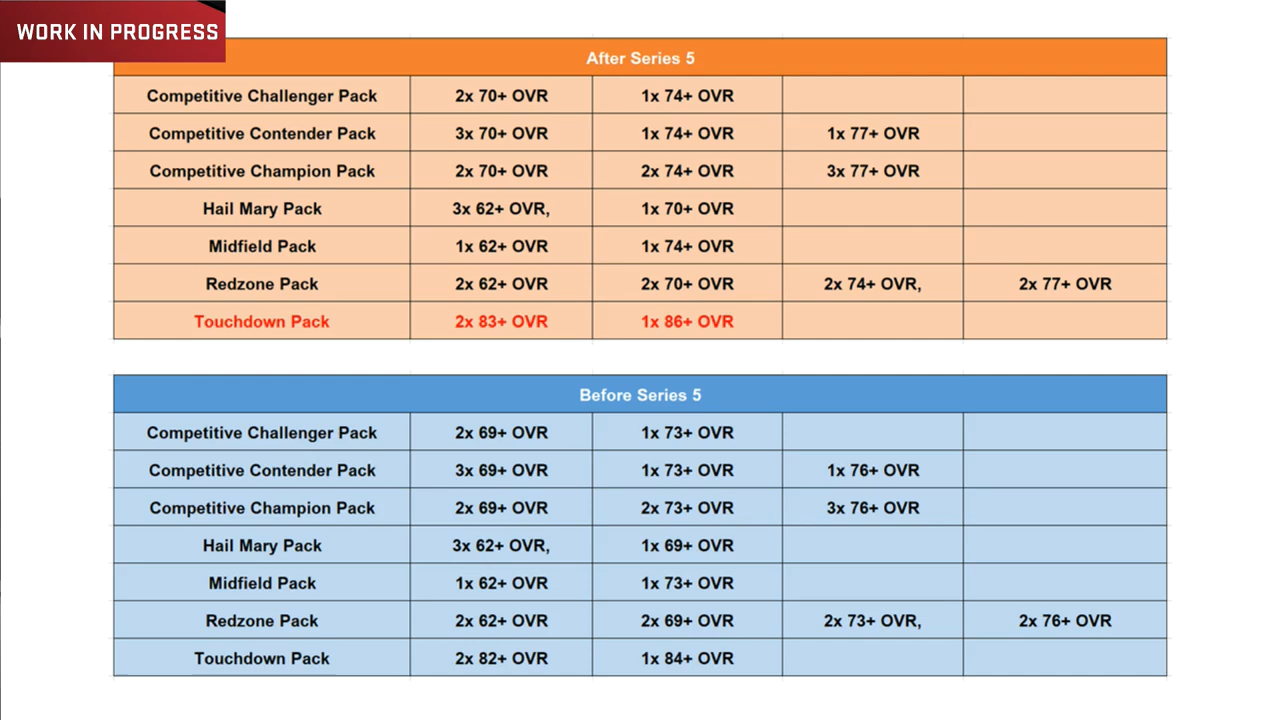 WORK IN PROGRESS
After Series 5
Competitive Challenger Pack 2x 70+ OVR 1x 74+ OVR
Competitive Contender Pack 3x 70+ OVR 1x 74+ OVR 1x 77+ OVR
Competitive Champion Pack 2x 70+ OVR 2x 74+ OVR 3x 77+ OVR
Hail Mary Pack 3x 62+ OVR, 1x 70+ OVR
Midfield Pack 1x 62+ OVR 1x 74+ OVR
Redzone Pack 2x 62+ OVR 2x 70+ OVR 2x 74+ OVR, 2x 77+ OVR
Touchdown Pack 2x 83+ OVR 1x 86+ OVR
Before Series 5
Competitive Challenger Pack 2x 69+ OVR 1x 73+ OVR
Competitive Contender Pack 3x 69+ OVR 1x 73+ OVR 1x 76+ OVR
Competitive Champion Pack 2x 69+ OVR 2x 73+ OVR 3x 76+ OVR
Hail Mary Pack 3x 62+ OVR, 1x 69+ OVR
Midfield Pack 1x 62+ OVR 1x 73+ OVR
Redzone Pack 2x 62+ OVR 2x 69+ OVR 2x 73+ OVR, 2x 76+ OVR
Touchdown Pack 2x 82+ OVR 1x 84+ OVR